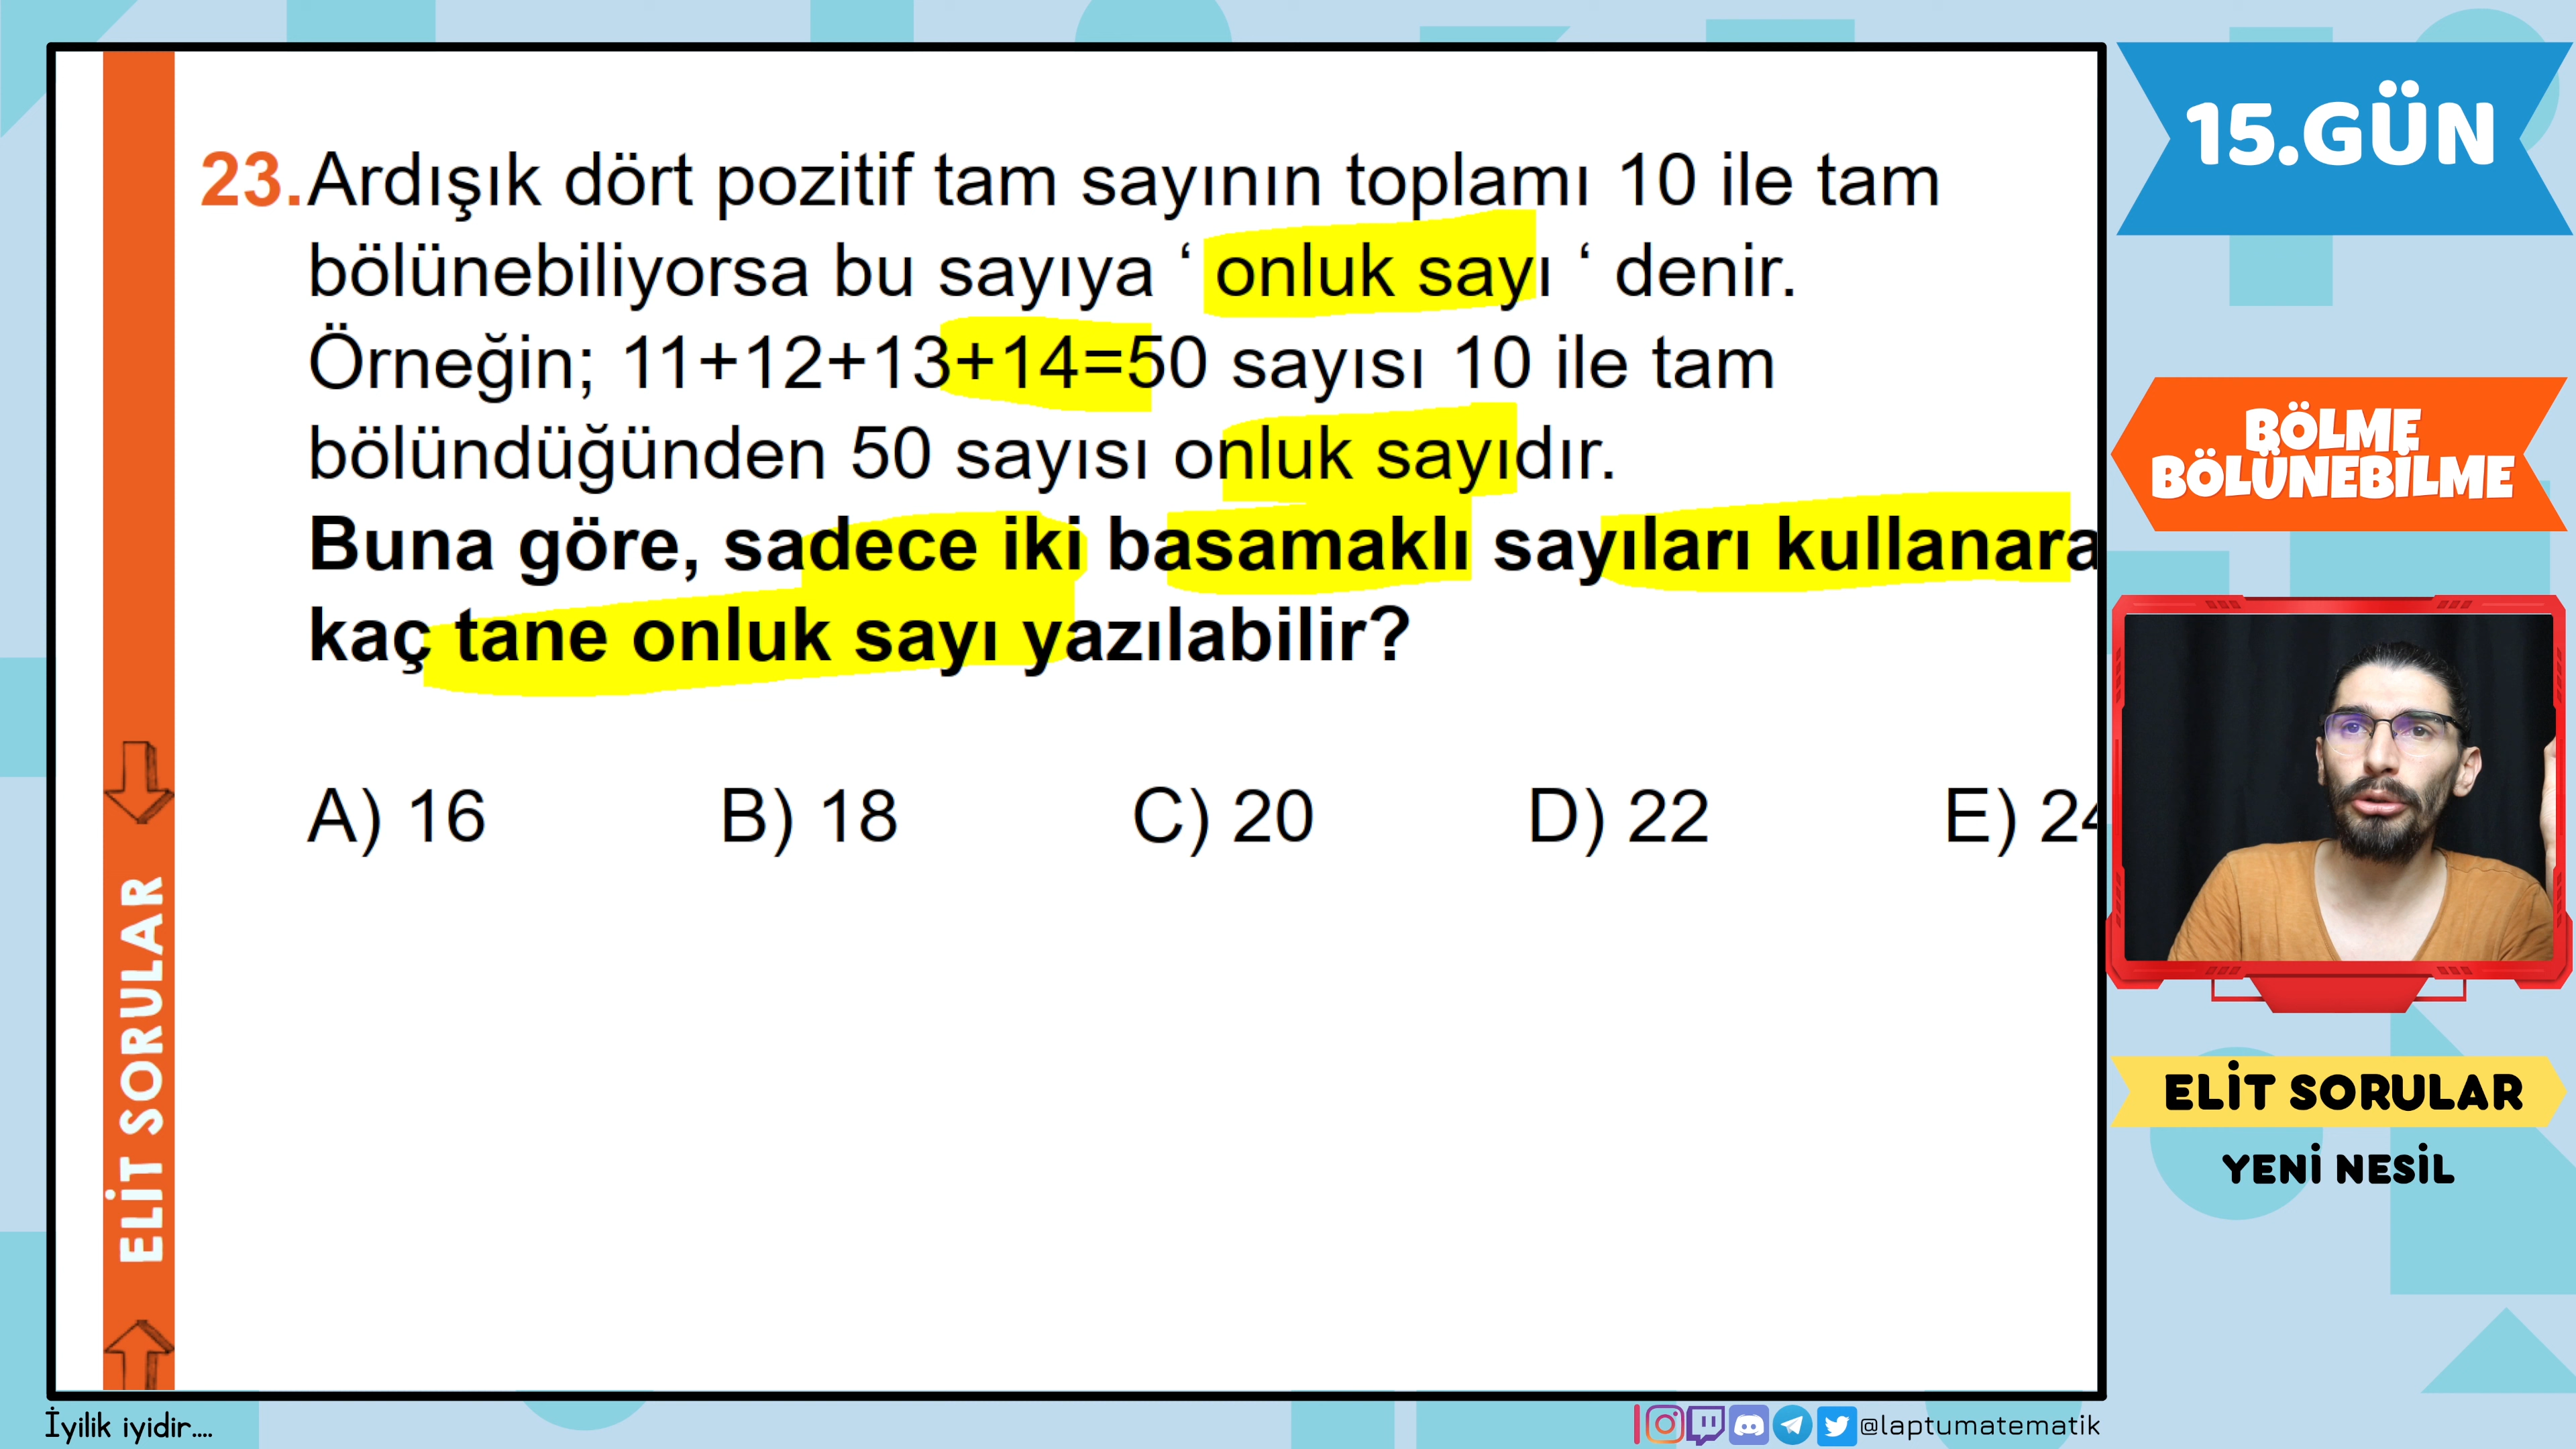 15.GÜN
23. Ardışık dört pozitif tam sayının toplamı 10 ile tam
bölünebiliyorsa bu sayıya ‘ onluk sayı ‘ denir.
Örneğin; 11+12+13+14=50 sayısı 10 ile tam
bölündüğünden 50 sayısı onluk sayıdır.
Buna göre, sadece iki basamaklı sayıları kullanara
kaç tane onluk sayı yazılabilir?
A) 16 B) 18 C) 20 D) 22 E) 24
ELİT SORULAR
BÖLME
BÖLÜNEBİLME
ELİT SORULAR
YENİ NESİL
İyilik iyidir....
@laptumatematik